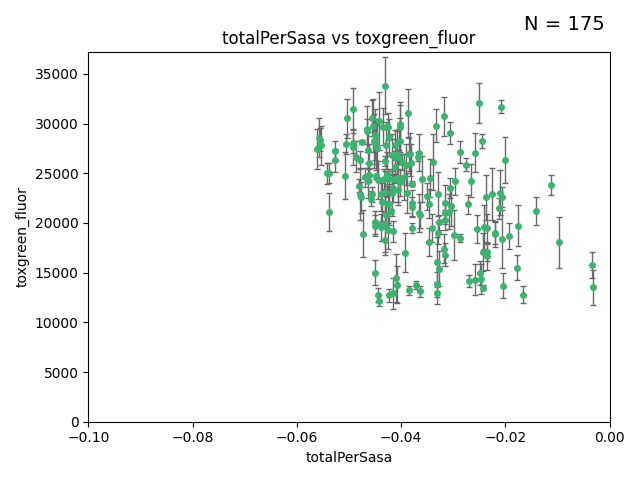 N = 175
totalPerSasa vs toxgreen_fluor
35000
30000
25000
20000
15000
10000
5000
0
toxgreen_fluor
−0.10 −0.08 −0.06 −0.04 −0.02 0.00
totalPerSasa